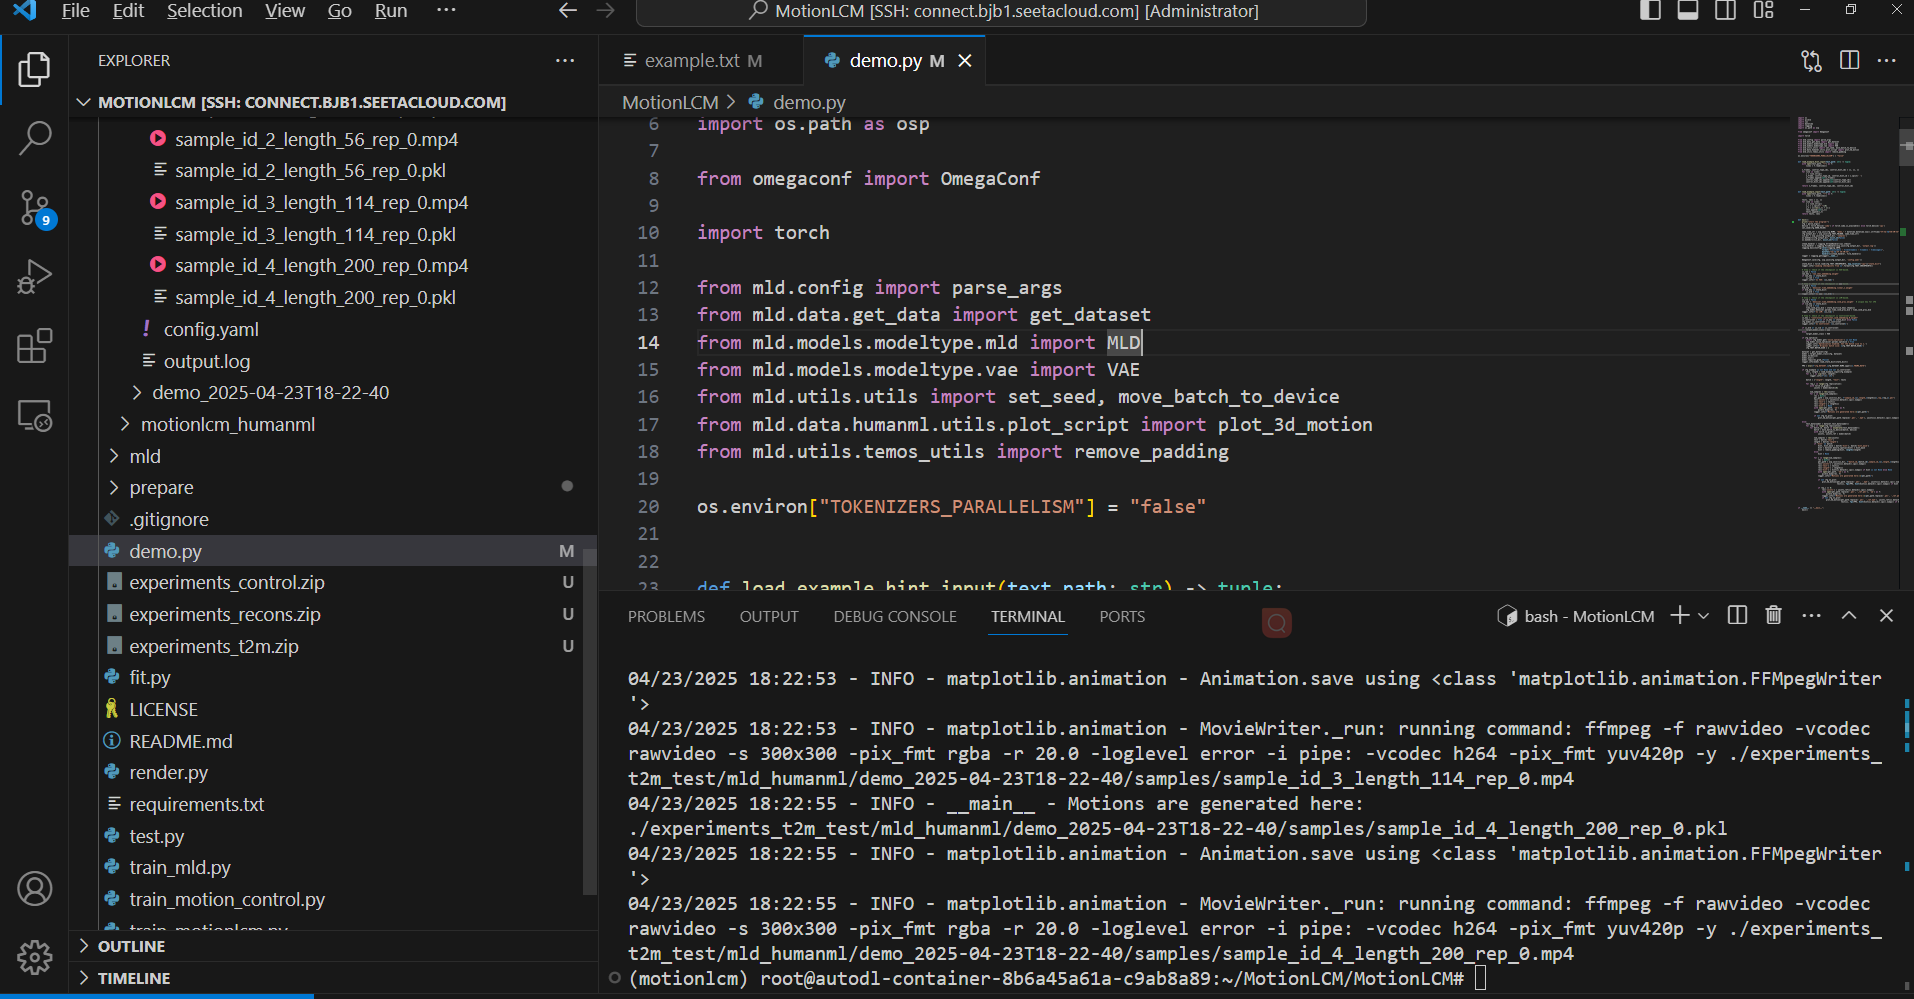 File Edit Selection View Go Run ···
MotionLCM [SSH: connect.bjb1.seetacloud.com] [Administrator]
EXPLORER
MOTIONLCM [SSH: CONNECT.BJB1.SEETACLOUD.COM]
sample_id_2_length_56_rep_0.mp4
sample_id_2_length_56_rep_0.pkl
sample_id_3_length_114_rep_0.mp4
sample_id_3_length_114_rep_0.pkl
sample_id_4_length_200_rep_0.mp4
sample_id_4_length_200_rep_0.pkl
! config.yaml
output.log
demo_2025-04-23T18-22-40
motionlcm_humanml
mld
prepare
.gitignore
demo.py M
experiments_control.zip U
experiments_recons.zip U
experiments_t2m.zip U
fit.py
LICENSE
README.md
render.py
requirements.txt
test.py
train_mld.py
train_motion_control.py
train_motionlcm.py
OUTLINE
TIMELINE
9
example.txt M
demo.py M
MotionLCM > demo.py
6 import os.path as osp
7
8 from omegaconf import OmegaConf
9
10 import torch
11
12 from mld.config import parse_args
13 from mld.data.get_data import get_dataset
14 from mld.models.modeltype.mld import MLD
15 from mld.models.modeltype.vae import VAE
16 from mld.utils.utils import set_seed, move_batch_to_device
17 from mld.data.humanml.utils.plot_script import plot_3d_motion
18 from mld.utils.temos_utils import remove_padding
19
20 os.environ["TOKENIZERS_PARALLELISM"] = "false"
21
22
23 def load_example_hint_input(text_path: str) -> tuple:
PROBLEMS OUTPUT DEBUG CONSOLE TERMINAL PORTS
bash - MotionLCM
04/23/2025 18:22:53 - INFO - matplotlib.animation - Animation.save using <class 'matplotlib.animation.FFMpegWriter
'>
04/23/2025 18:22:53 - INFO - matplotlib.animation - MovieWriter._run: running command: ffmpeg -f rawvideo -vcodec
rawvideo -s 300x300 -pix_fmt rgba -r 20.0 -loglevel error -i pipe: -vcodec h264 -pix_fmt yuv420p -y ./experiments_
t2m_test/mld_humanml/demo_2025-04-23T18-22-40/samples/sample_id_3_length_114_rep_0.mp4
04/23/2025 18:22:55 - INFO - __main__ - Motions are generated here:
./experiments_t2m_test/mld_humanml/demo_2025-04-23T18-22-40/samples/sample_id_4_length_200_rep_0.pkl
04/23/2025 18:22:55 - INFO - matplotlib.animation - Animation.save using <class 'matplotlib.animation.FFMpegWriter
'>
04/23/2025 18:22:55 - INFO - matplotlib.animation - MovieWriter._run: running command: ffmpeg -f rawvideo -vcodec
rawvideo -s 300x300 -pix_fmt rgba -r 20.0 -loglevel error -i pipe: -vcodec h264 -pix_fmt yuv420p -y ./experiments_
t2m_test/mld_humanml/demo_2025-04-23T18-22-40/samples/sample_id_4_length_200_rep_0.mp4
(motionlcm) root@autodl-container-8b6a45a61a-c9ab8a89:~/MotionLCM/MotionLCM#